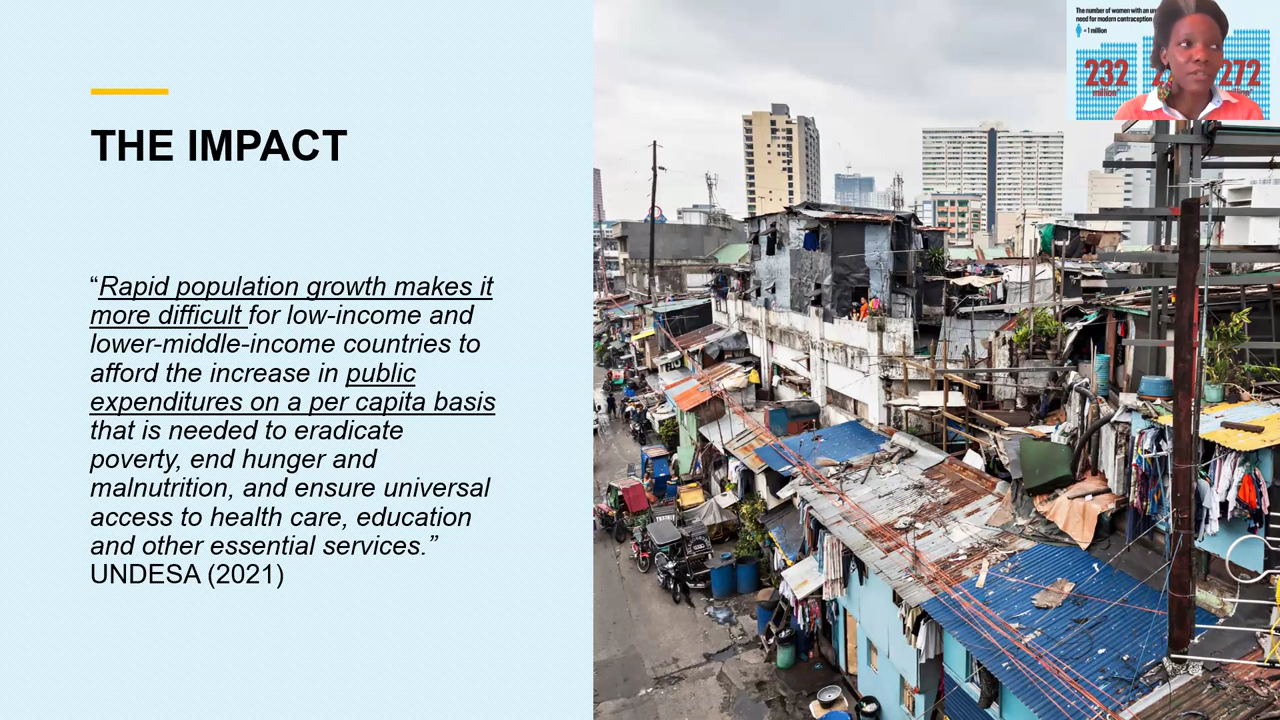 THE IMPACT
“Rapid population growth makes it
more difficult for low-income and
lower-middle-income countries to
afford the increase in public
expenditures on a per capita basis
that is needed to eradicate
poverty, end hunger and
malnutrition, and ensure universal
access to health care, education
and other essential services.”
UNDESA (2021)
The number of women with an
need for modern contraception
= 1 million
232
million
272